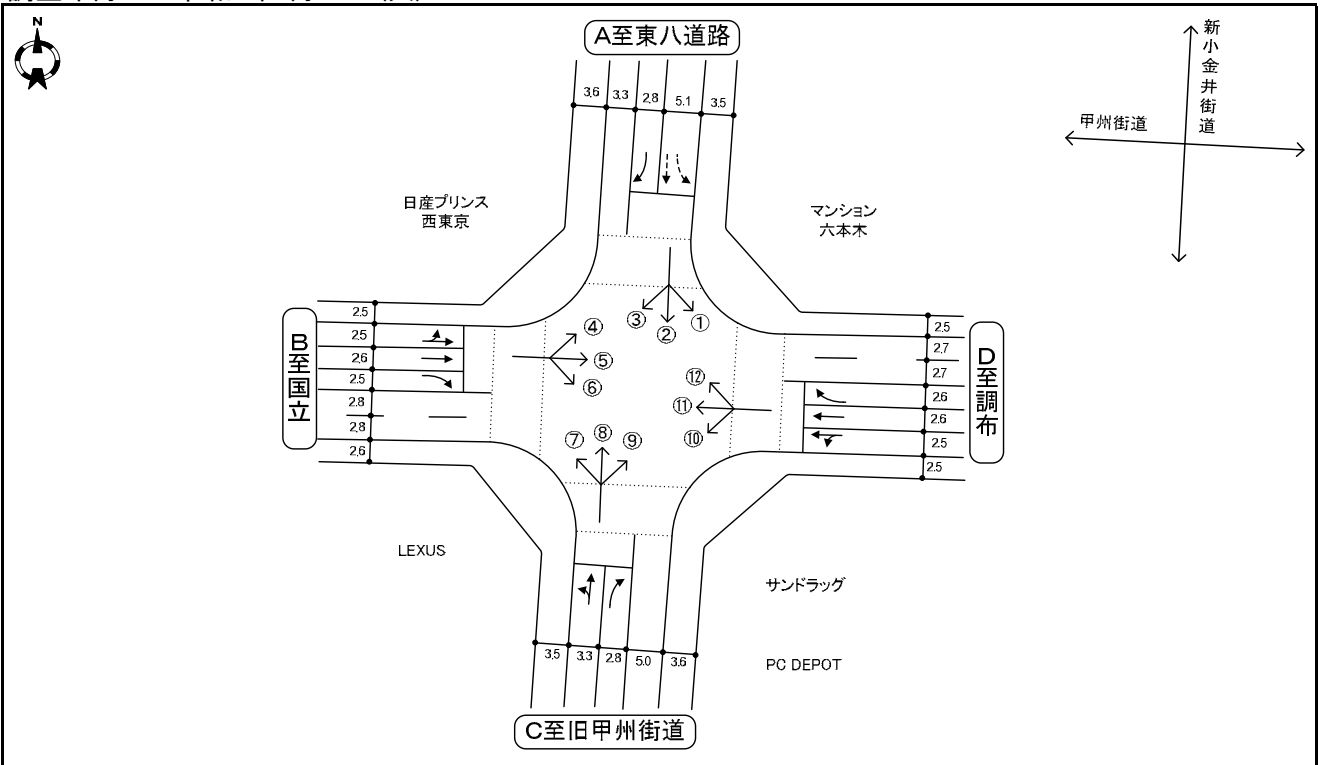 N
A至東八道路
3.6 3.3 2.8 5.1 3.5
新小金井街道
甲州街道
日産プリンス
西東京
マンション
六本木
③ ② ①
B至国立
2.5
2.5
2.6
2.5
2.8
2.8
2.6
④
⑤
⑥
⑫
⑪
⑩
2.5
2.7
2.7
2.6
2.6
2.5
2.5
D至調布
⑦ ⑧ ⑨
LEXUS
サンドラッグ
3.5 3.3 2.8 5.0 3.6
PC DEPOT
C至旧甲州街道